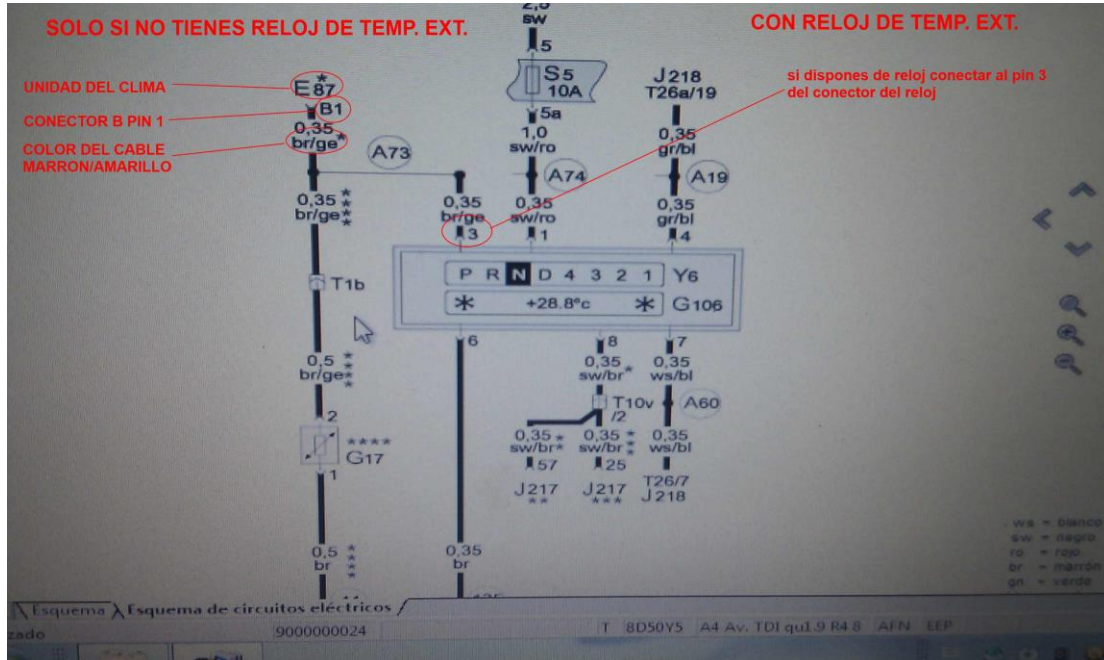 SOLO SI NO TIENES RELOJ DE TEMP. EXT.
CON RELOJ DE TEMP. EXT.
UNIDAD DEL CLIMA
CONECTOR B PIN 1
COLOR DEL CABLE
MARRON/AMARILLO
si dispones de reloj conectar al pin 3
del conector del reloj
E87*
B1
0,35
br/ge*
A73
0,35
br/ge****
T1b
0,5
br/ge****
2
G17
****
1
0,5
br
****
2,5
sw
5
S5
10A
5a
1,0
sw/ro
A74
0,35
br/ge
3
0,35
sw/ro
1
J218
T26a/19
0,35
gr/bl
A19
0,35
gr/bl
4
P R N D 4 3 2 1
Y6
* +28.8ºc *
G106
6
8
7
0,35
sw/br*
0,35
ws/bl
T10v
/2
A60
0,35
sw/br*
0,35
sw/br***
0,35
ws/bl
57
25
J217
**
J217
***
T26/7
J218
0,35
br
ws = blanco
sw = negro
ro = rojo
br = marrón
gn = verde
Esquema
Esquema de circuitos eléctricos
zado
9000000024
T 8D50Y5 A4 Av. TDI qu1.9 R4 8 AFN EEP